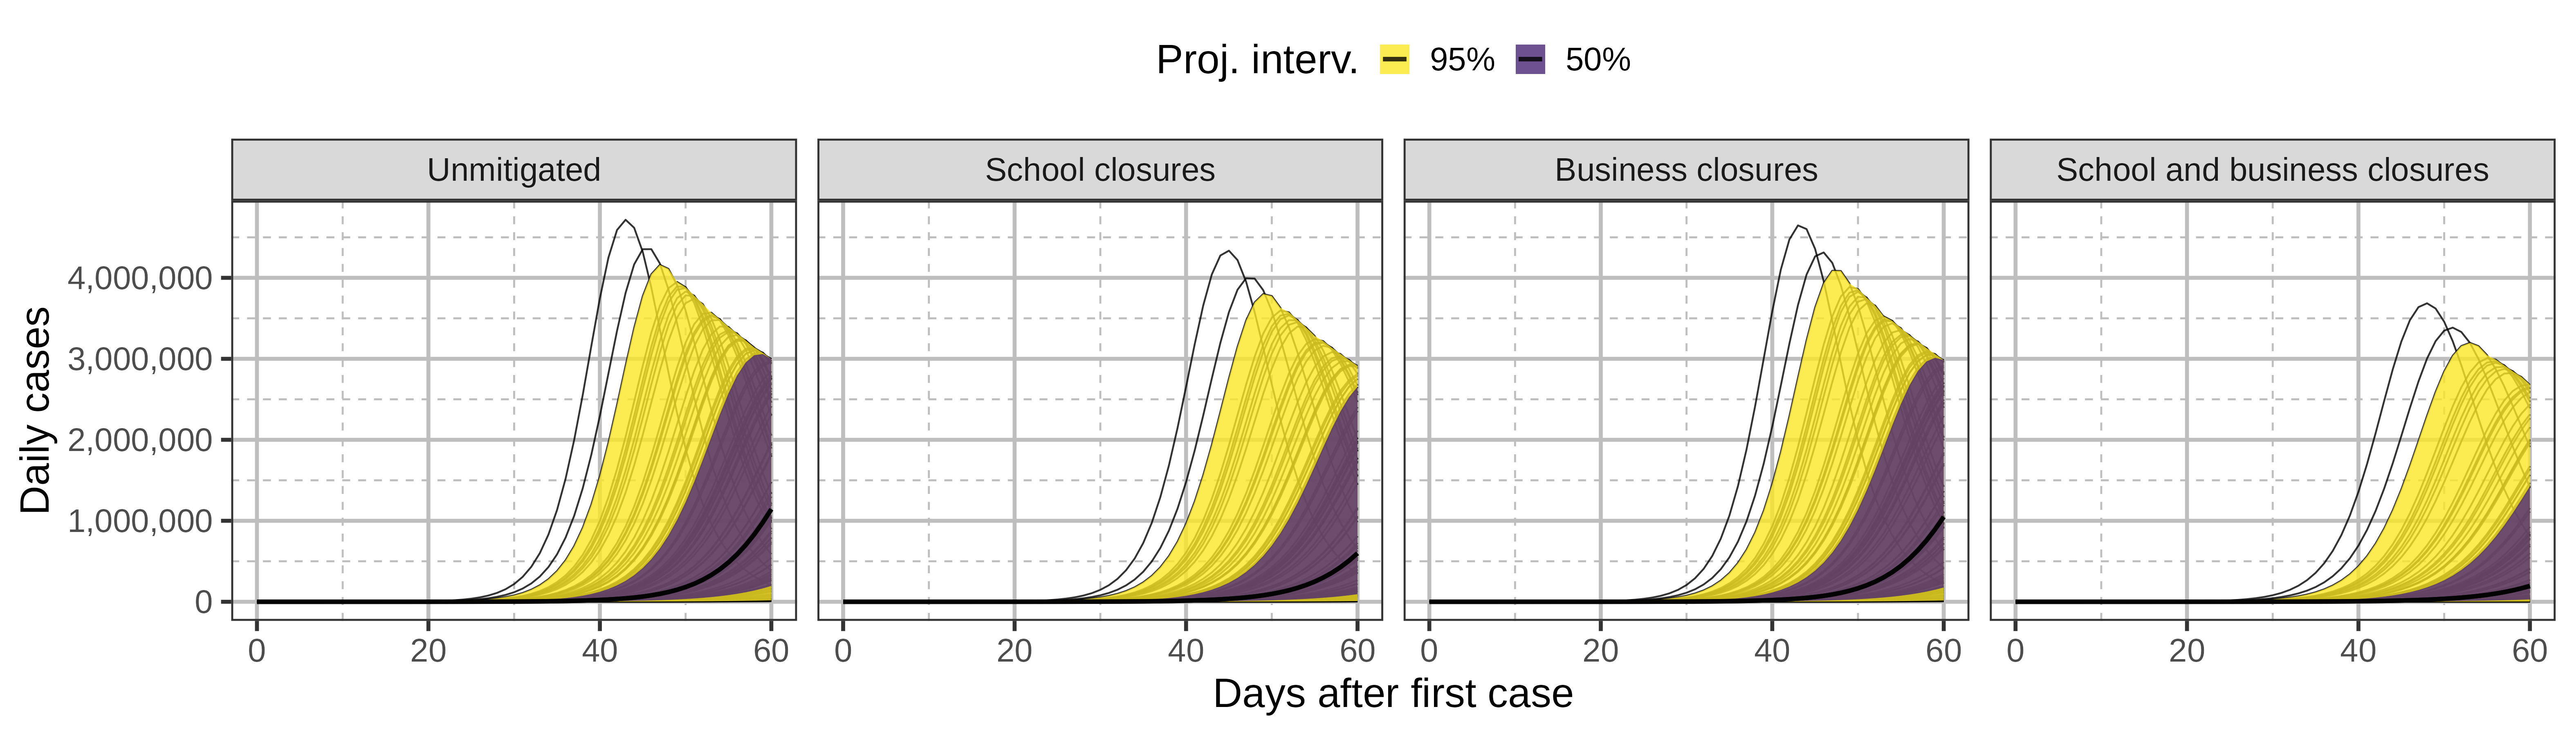 Proj. interv. 95% 50%
Unmitigated
School closures
Business closures
School and business closures
Daily cases
4,000,000
3,000,000
2,000,000
1,000,000
0
0 20 40 60
0 20 40 60
0 20 40 60
0 20 40 60
Days after first case